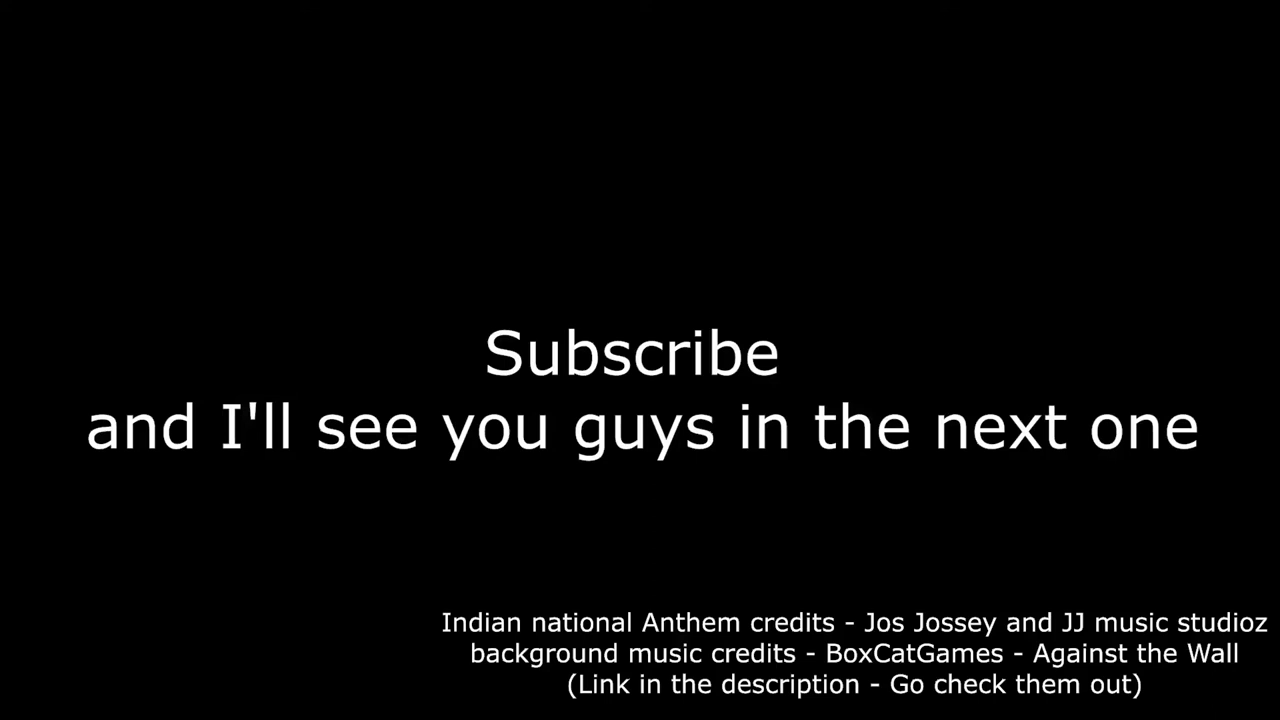 Subscribe
and I'll see you guys in the next one
Indian national Anthem credits - Jos Jossey and JJ music studioz
background music credits - BoxCatGames - Against the Wall
(Link in the description - Go check them out)